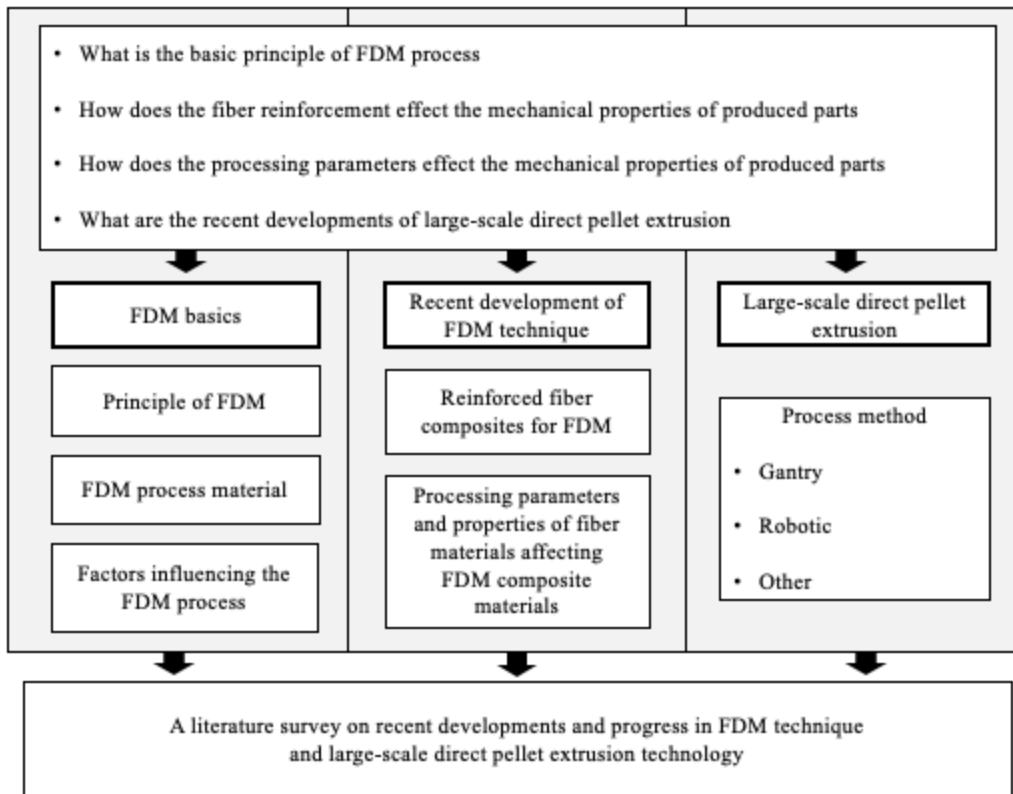 • What is the basic principle of FDM process
• How does the fiber reinforcement effect the mechanical properties of produced parts
• How does the processing parameters effect the mechanical properties of produced parts
• What are the recent developments of large-scale direct pellet extrusion
FDM basics
Principle of FDM
FDM process material
Factors influencing the
FDM process
Recent development of
FDM technique
Reinforced fiber
composites for FDM
Processing parameters
and properties of fiber
materials affecting
FDM composite
materials
Large-scale direct pellet
extrusion
Process method
• Gantry
• Robotic
• Other
A literature survey on recent developments and progress in FDM technique
and large-scale direct pellet extrusion technology